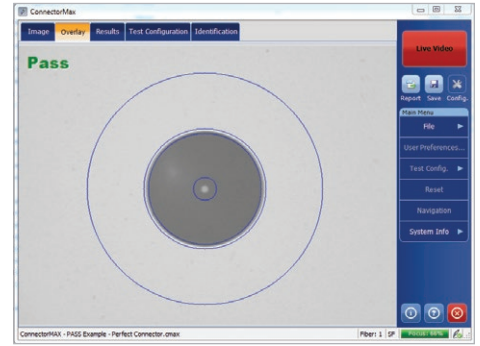 ConnectorMax
Image Overlay Results Test Configuration Identification
Pass
Live Video
Report Save Config.
Main Menu
File
User Preferences...
Test Config.
Reset
Navigation
System Info
ConnectorMAX - PASS Example - Perfect Connector.cmax
Fiber: 1 SF